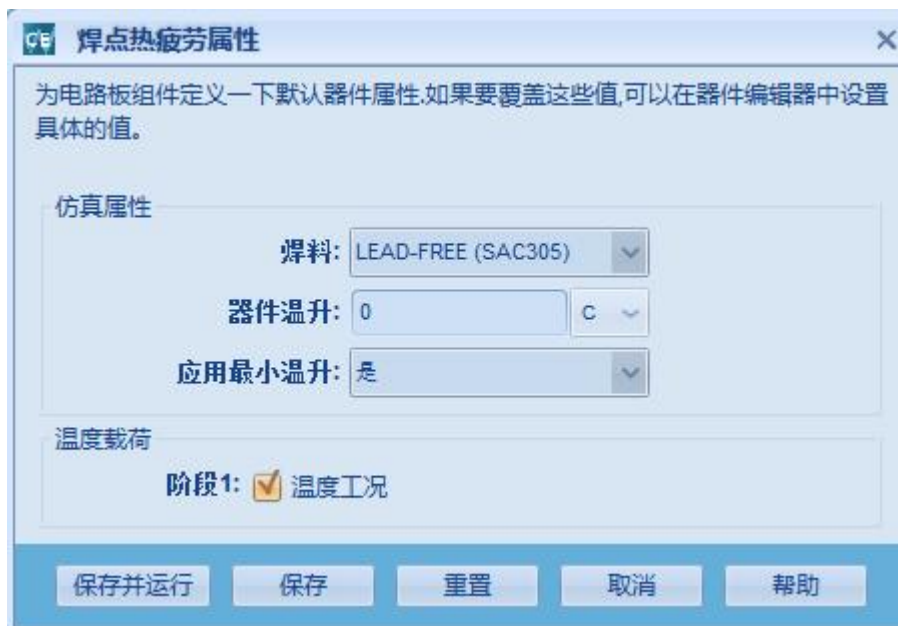 焊点热疲劳属性
为电路板组件定义一下默认器件属性.如果要覆盖这些值,可以在器件编辑器中设置
具体的值。
仿真属性
焊料: LEAD-FREE (SAC305)
器件温升: 0 C
应用最小温升: 是
温度载荷
阶段1: 温度工况
保存并运行 保存 重置 取消 帮助